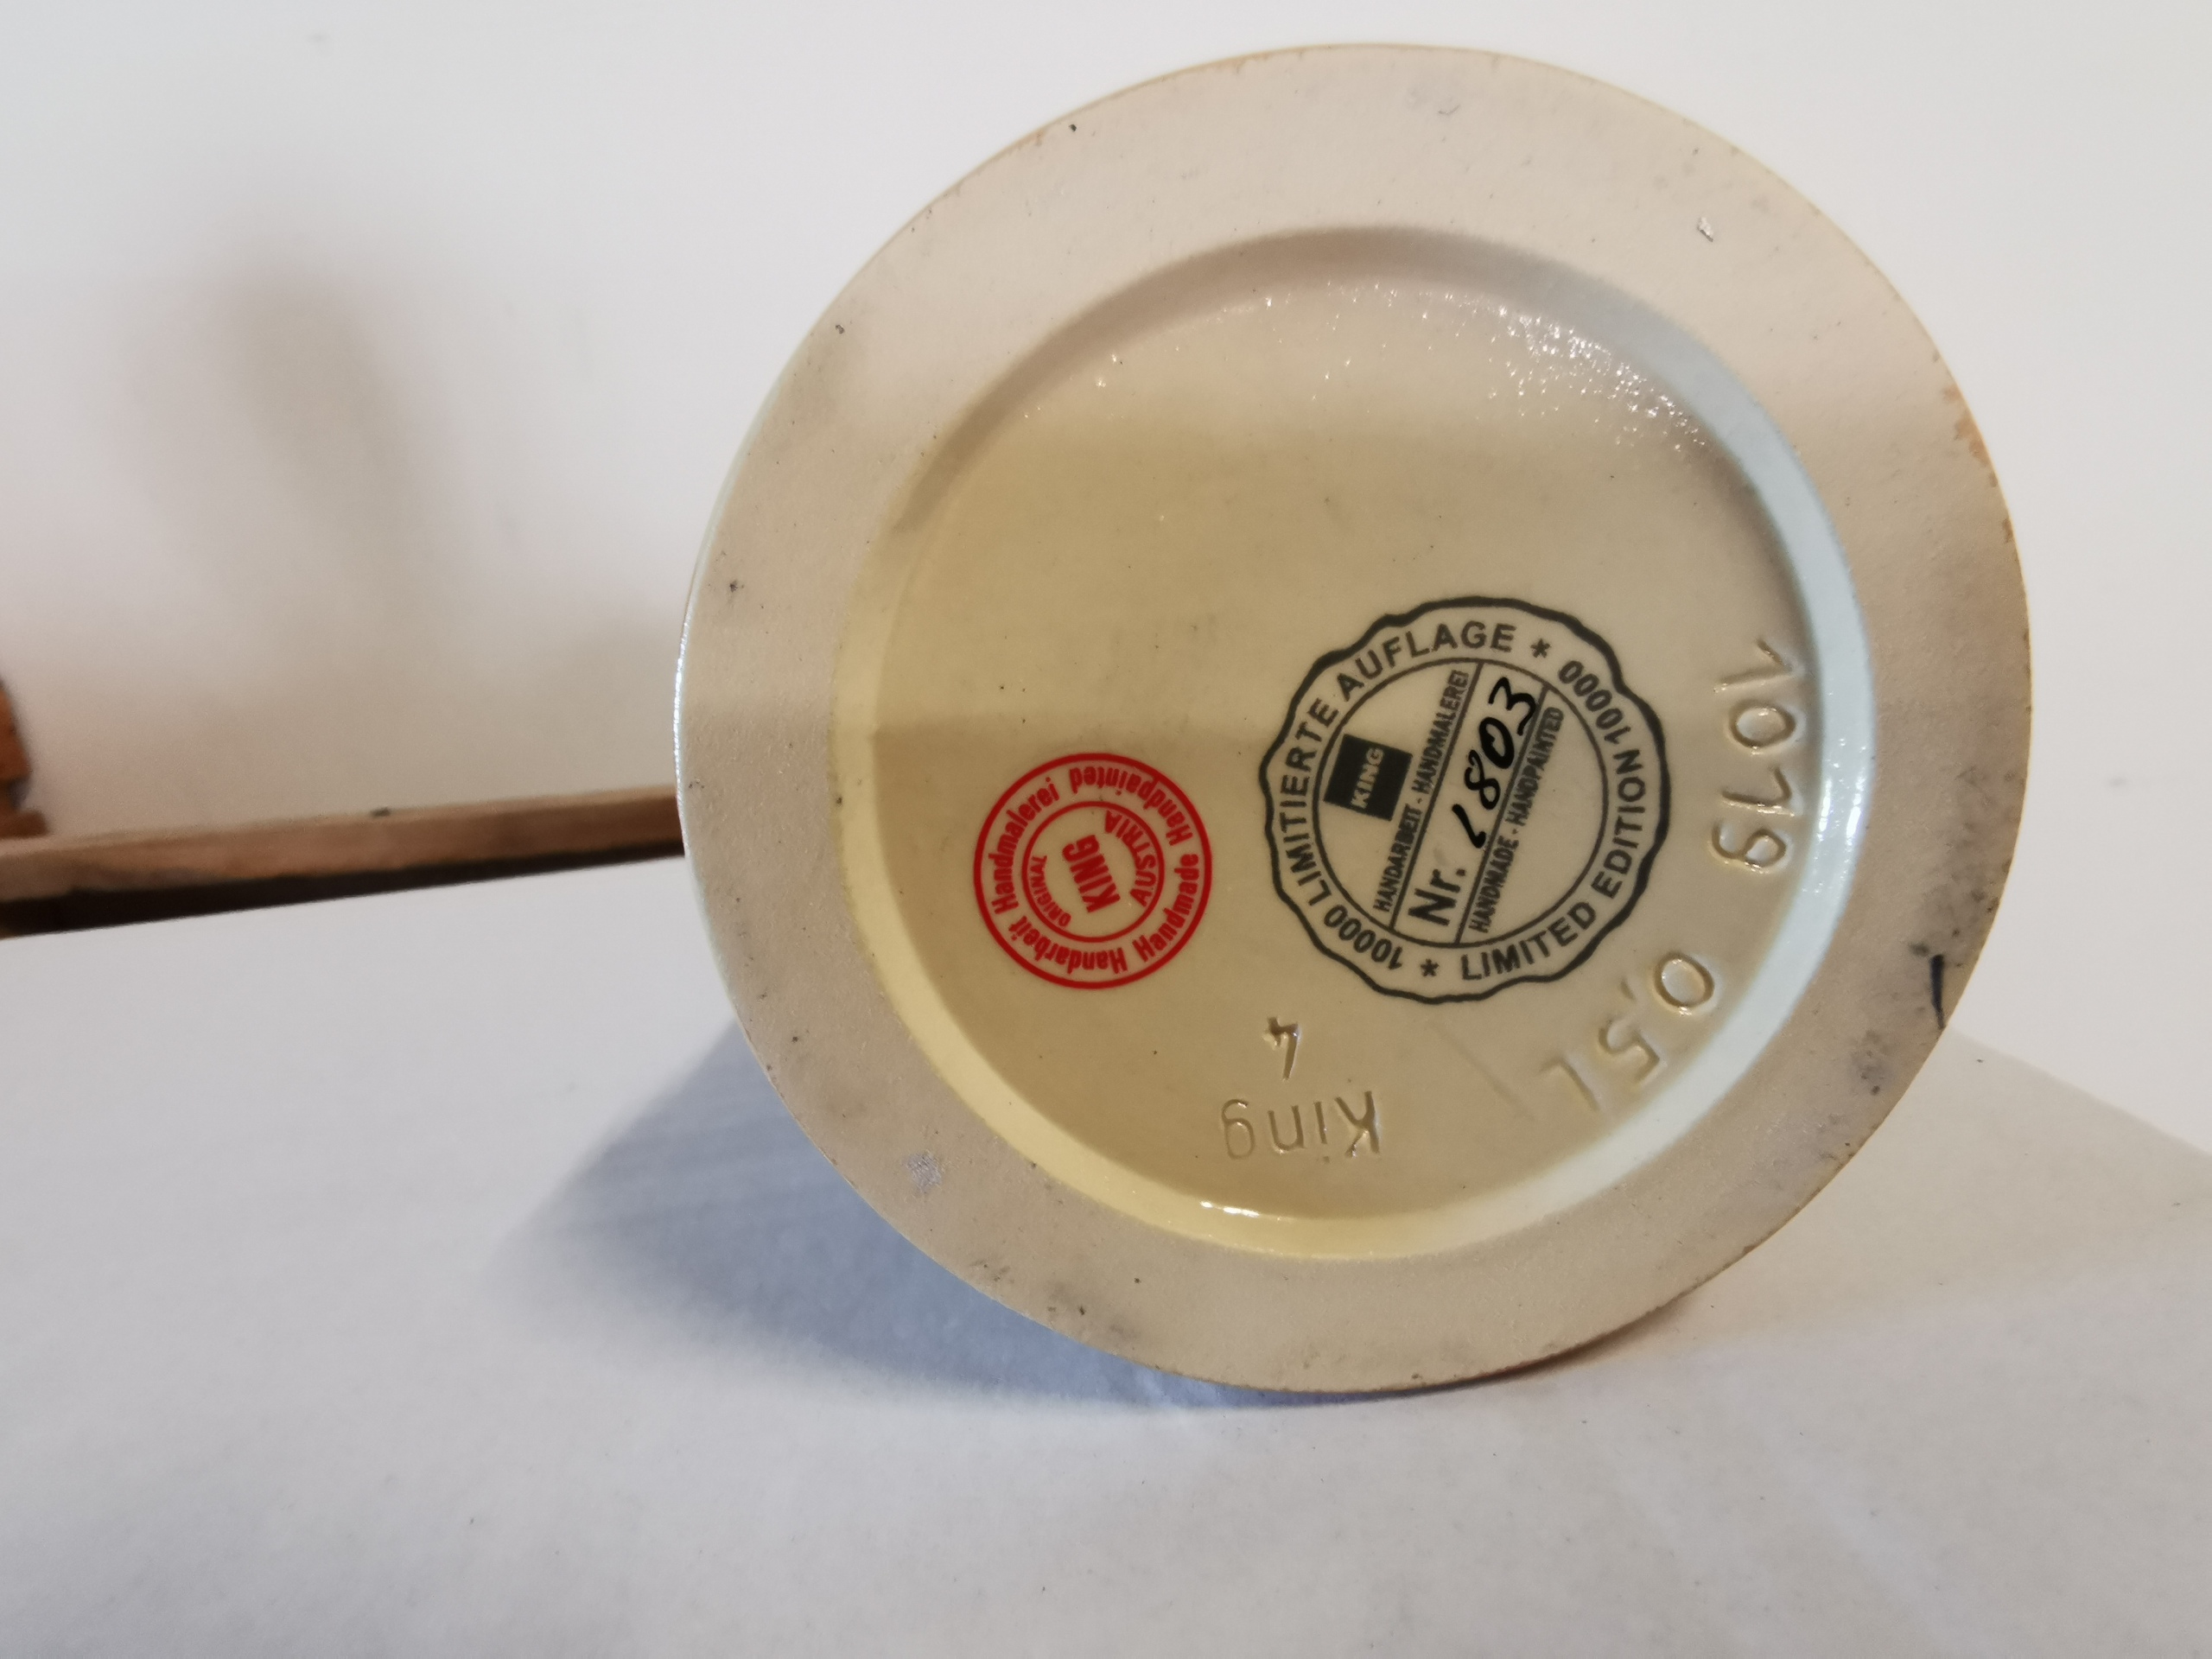 10000 LIMITIERTE AUFLAGE *
10000 LIMITED EDITION *
KING
HANDARBEIT - HANDMALEREI
Nr. 1803
HANDMADE - HANDPAINTED
Handarbeit Handmalerei
Handmade Handpainted
ORIGINAL
KING
AUSTRIA
1019
0,5 L
King
4